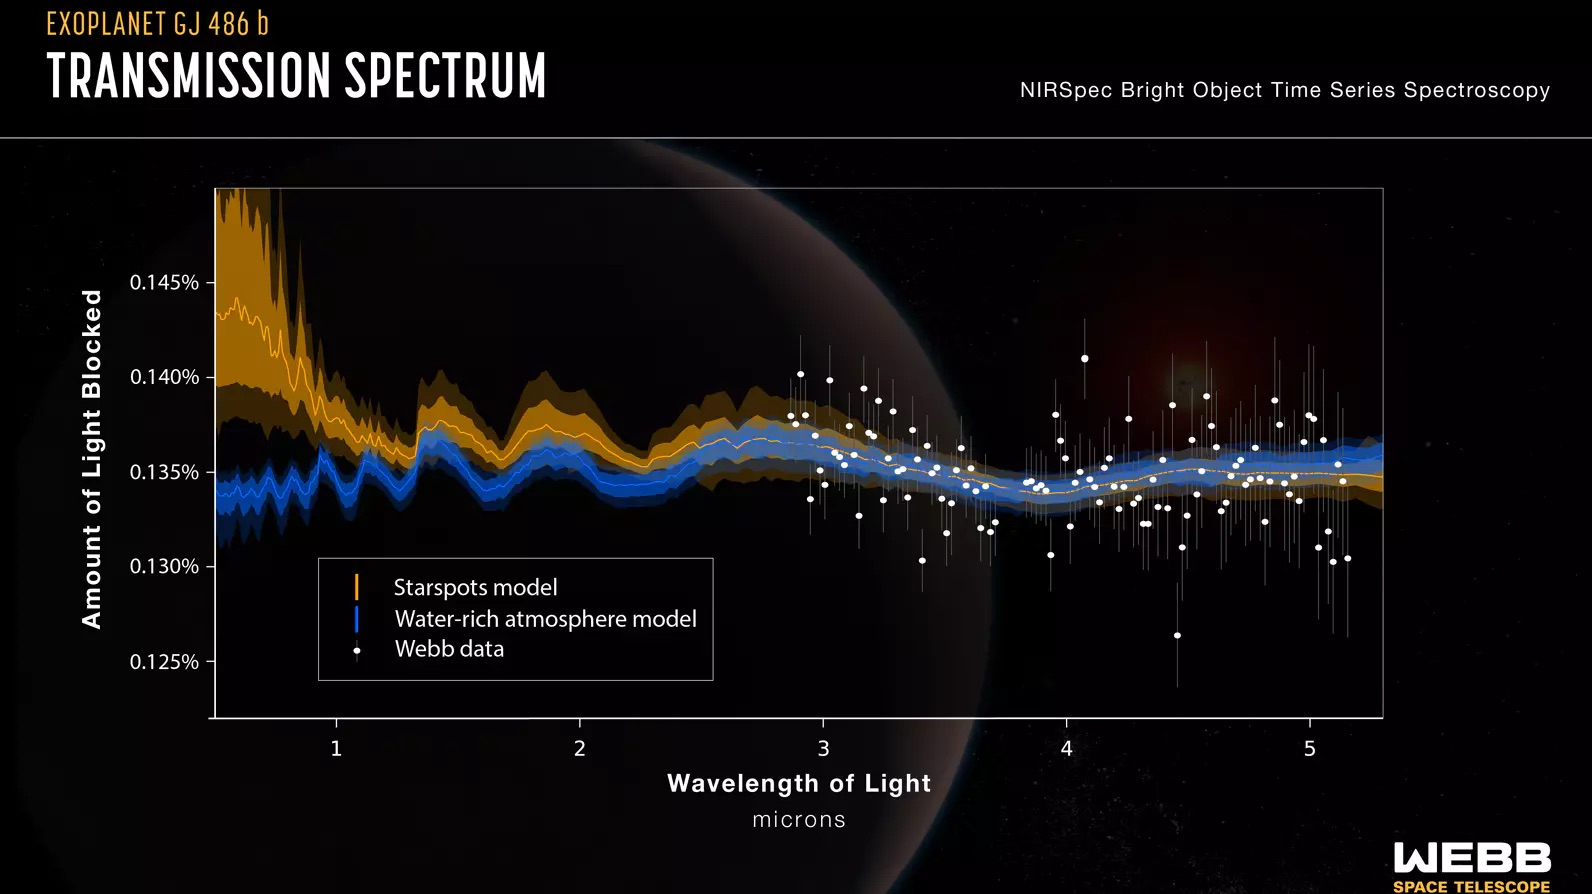 EXOPLANET GJ 486 b
TRANSMISSION SPECTRUM
NIRSpec Bright Object Time Series Spectroscopy
Amount of Light Blocked
0.145%
0.140%
0.135%
0.130%
0.125%
Starspots model
Water-rich atmosphere model
Webb data
1 2 3 4 5
Wavelength of Light
microns
WEBB
SPACE TELESCOPE